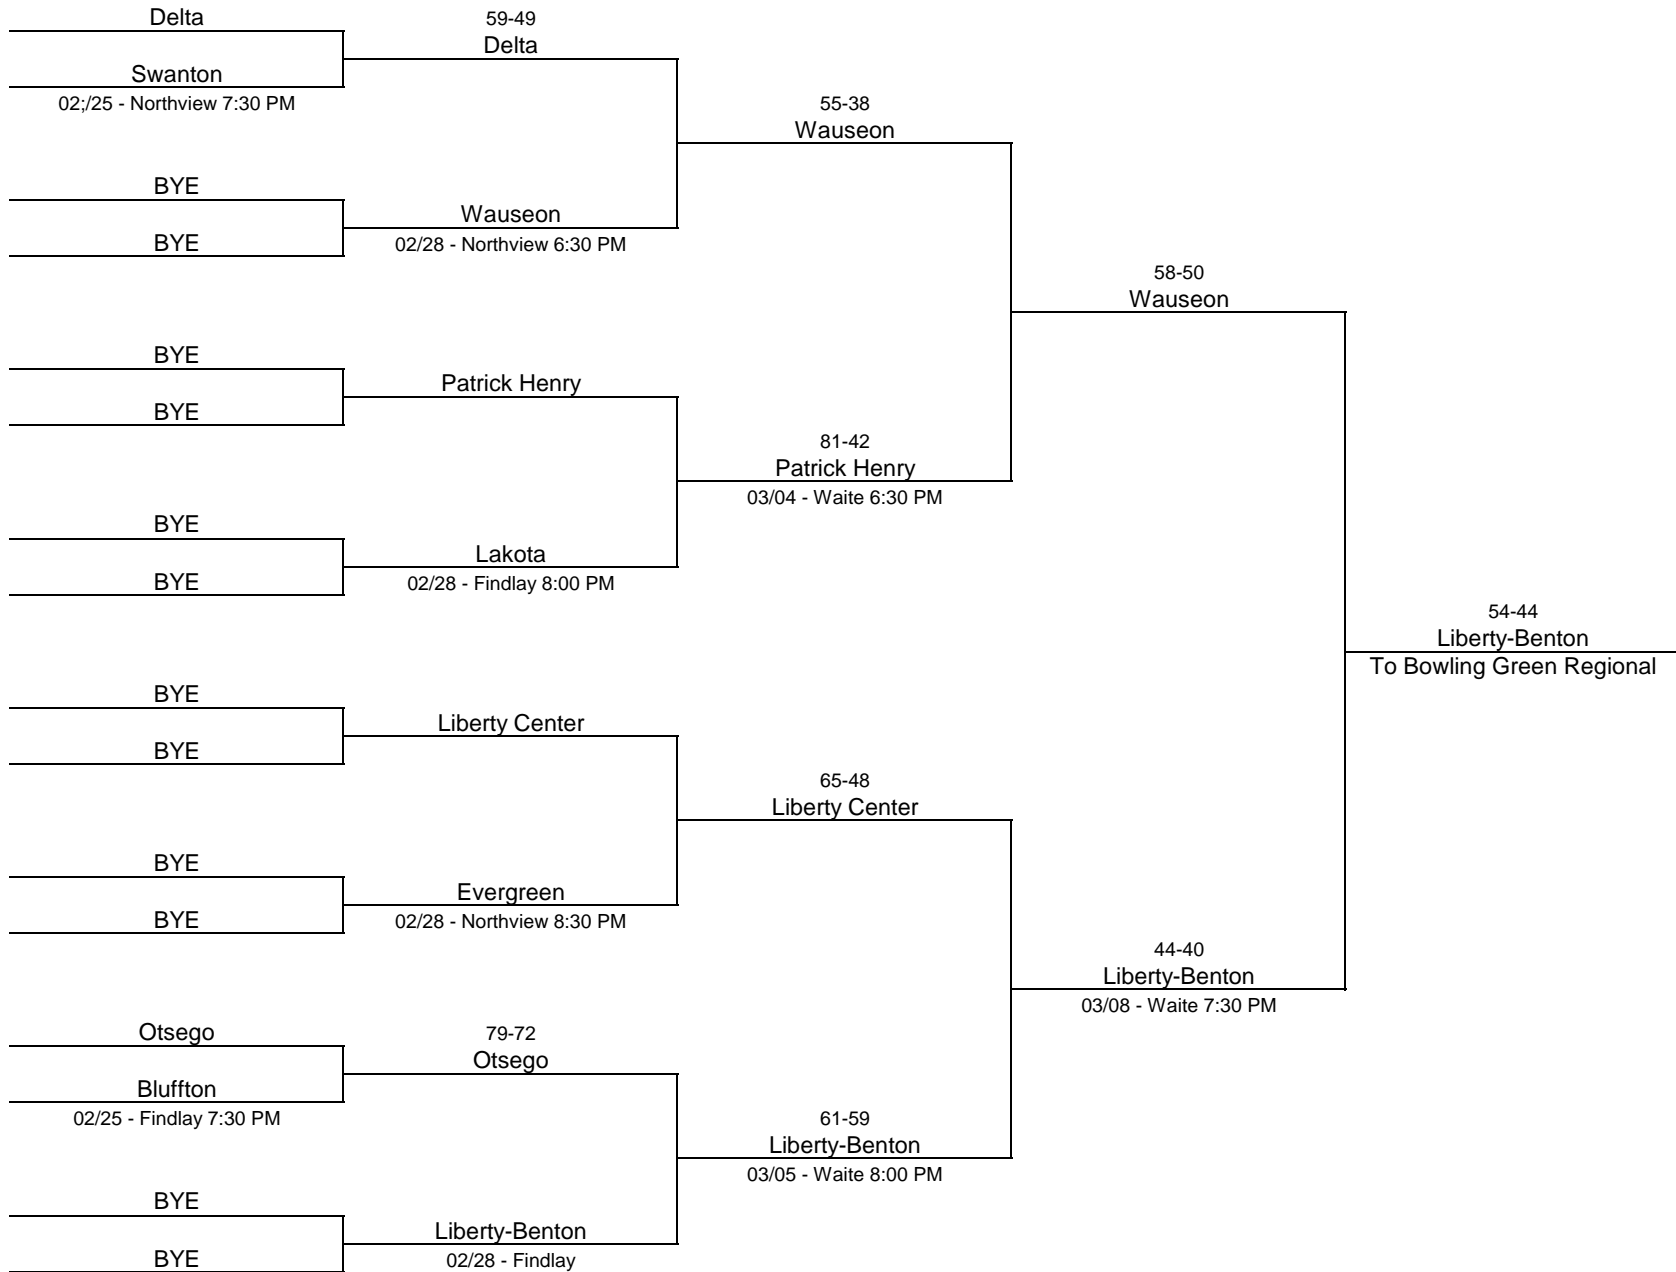 Delta
Swanton
02;/25 - Northview 7:30 PM
BYE
BYE
BYE
BYE
BYE
BYE
BYE
BYE
BYE
BYE
Otsego
Bluffton
02/25 - Findlay 7:30 PM
BYE
BYE
59-49
Delta
Wauseon
02/28 - Northview 6:30 PM
Patrick Henry
Lakota
02/28 - Findlay 8:00 PM
Liberty Center
Evergreen
02/28 - Northview 8:30 PM
79-72
Otsego
Liberty-Benton
02/28 - Findlay
55-38
Wauseon
81-42
Patrick Henry
03/04 - Waite 6:30 PM
65-48
Liberty Center
61-59
Liberty-Benton
03/05 - Waite 8:00 PM
58-50
Wauseon
44-40
Liberty-Benton
03/08 - Waite 7:30 PM
54-44
Liberty-Benton
To Bowling Green Regional